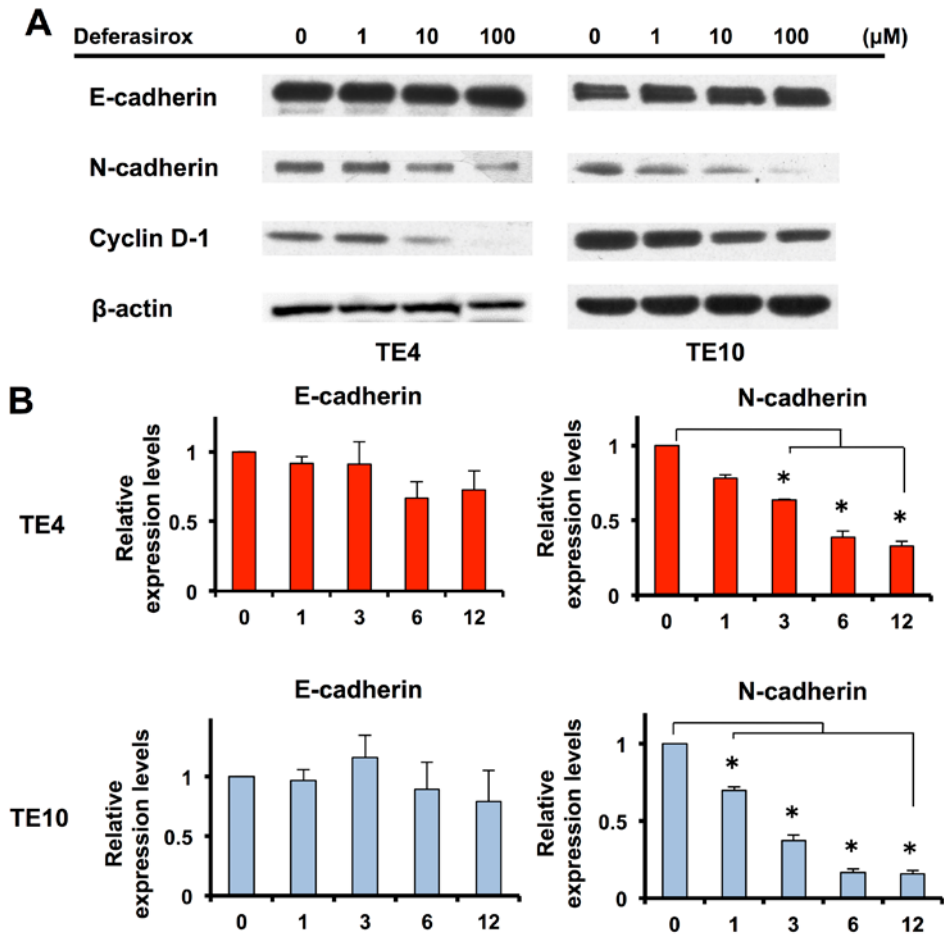 A
Deferasirox 0 1 10 100 0 1 10 100 (μM)
E-cadherin
N-cadherin
Cyclin D-1
β-actin
TE4 TE10
B
E-cadherin
Relative
expression levels
1
0.5
0
0 1 3 6 12
N-cadherin
Relative
expression levels
1
0.5
0
* * *
0 1 3 6 12
TE4
E-cadherin
Relative
expression levels
1
0.5
0
0 1 3 6 12
N-cadherin
Relative
expression levels
1
0.5
0
* * * *
0 1 3 6 12
TE10